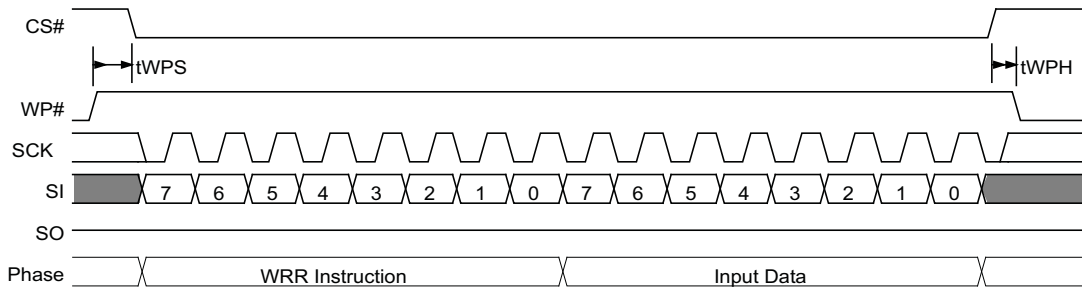 CS#
tWPS
tWPH
WP#
SCK
SI 7 6 5 4 3 2 1 0 7 6 5 4 3 2 1 0
SO
Phase WRR Instruction Input Data